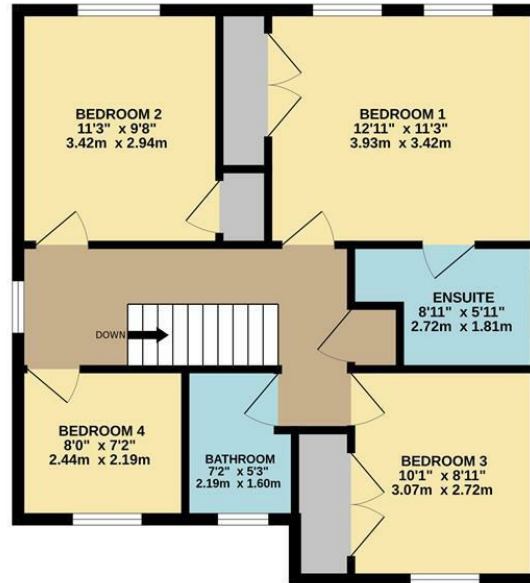 BEDROOM 2
11'3" x 9'8"
3.42m x 2.94m
BEDROOM 1
12'11" x 11'3"
3.93m x 3.42m
ENSUITE
8'11" x 5'11"
2.72m x 1.81m
DOWN
BEDROOM 4
8'0" x 7'2"
2.44m x 2.19m
BATHROOM
7'2" x 5'3"
2.19m x 1.60m
BEDROOM 3
10'1" x 8'11"
3.07m x 2.72m